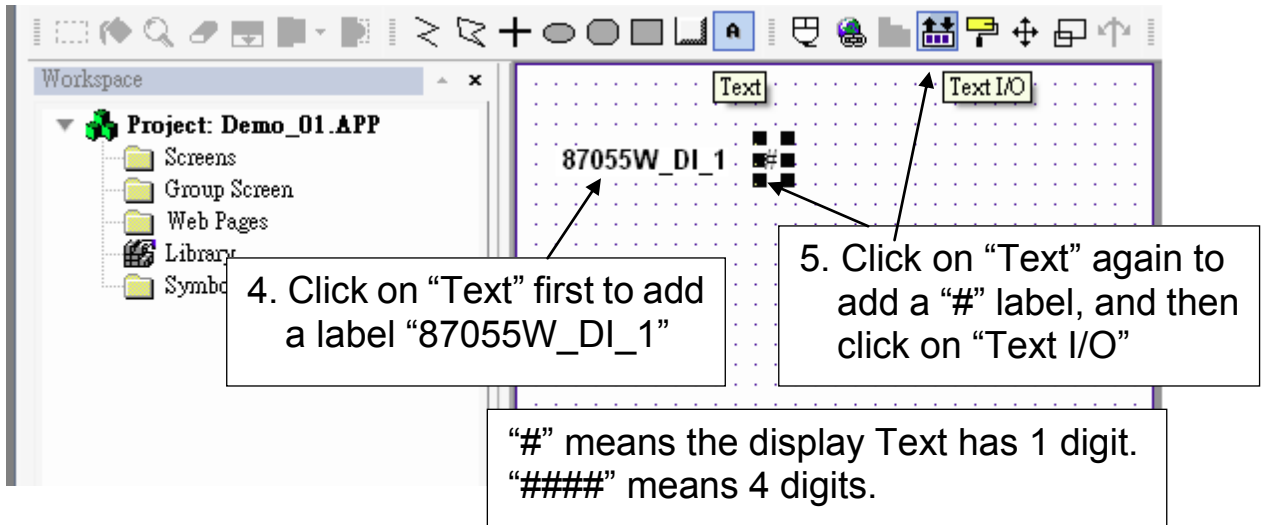 A
Workspace
Text
Text I/O
Project: Demo_01.APP
Screens
87055W_DI_1
#
Group Screen
Web Pages
Library
Symbo
4. Click on “Text” first to add
a label “87055W_DI_1”
5. Click on “Text” again to
add a “#” label, and then
click on “Text I/O”
“#” means the display Text has 1 digit.
“####” means 4 digits.